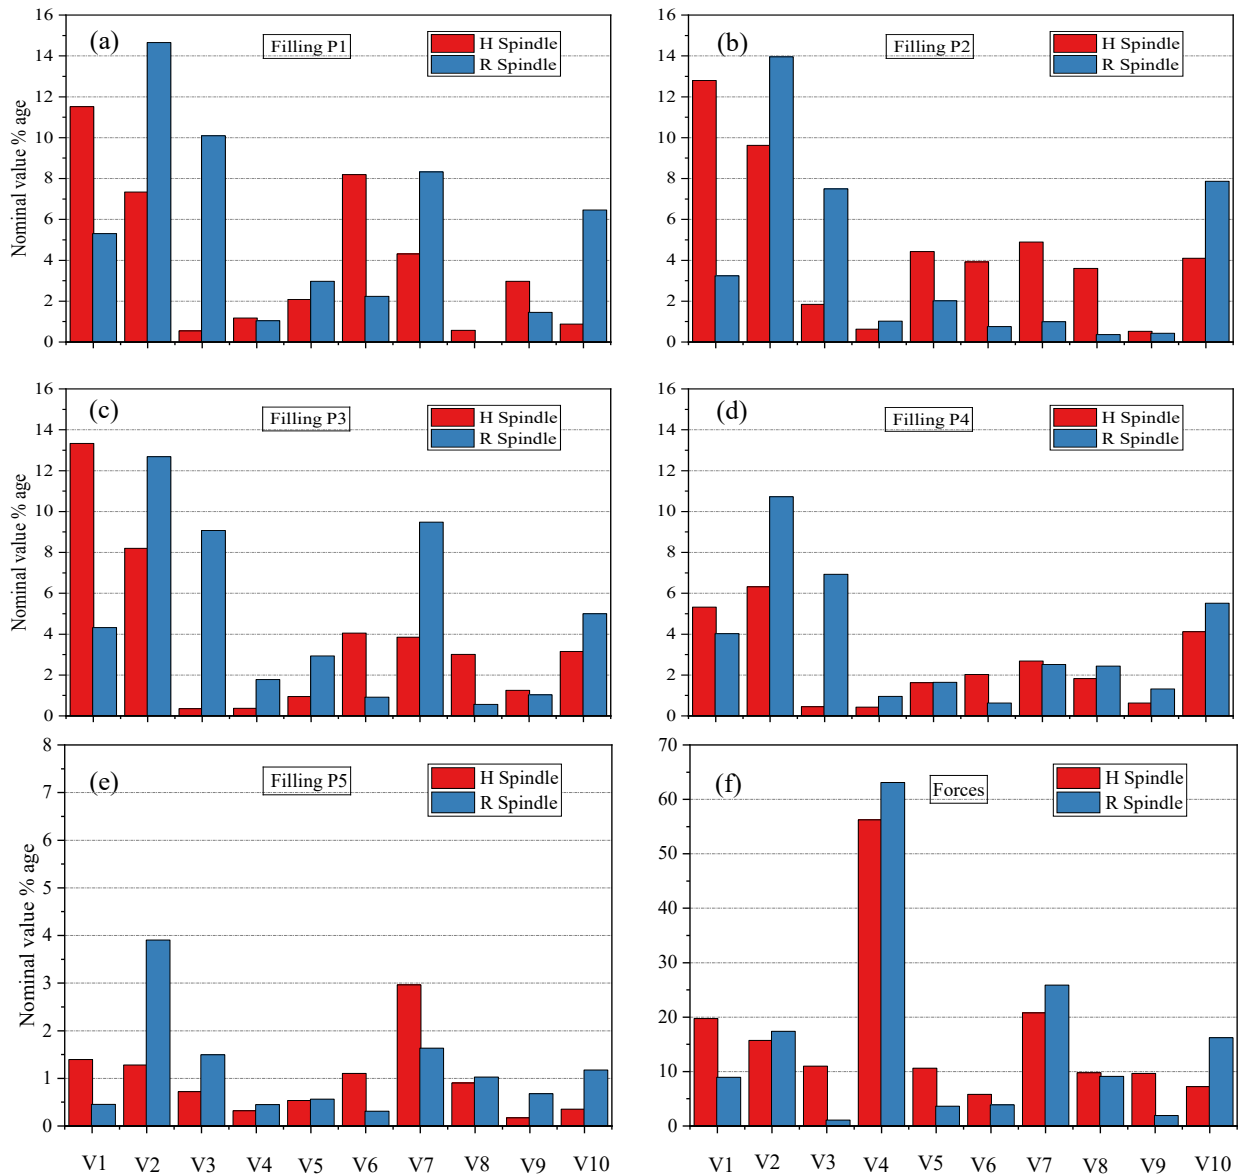 (a)
Filling P1
H Spindle
R Spindle
Nominal value % age
16
14
12
10
8
6
4
2
0
(b)
Filling P2
H Spindle
R Spindle
16
14
12
10
8
6
4
2
0
(c)
Filling P3
H Spindle
R Spindle
Nominal value % age
16
14
12
10
8
6
4
2
0
(d)
Filling P4
H Spindle
R Spindle
16
14
12
10
8
6
4
2
0
(e)
Filling P5
H Spindle
R Spindle
Nominal value % age
8
7
6
5
4
3
2
1
0
V1 V2 V3 V4 V5 V6 V7 V8 V9 V10
(f)
Forces
H Spindle
R Spindle
70
60
50
40
30
20
10
0
V1 V2 V3 V4 V5 V6 V7 V8 V9 V10